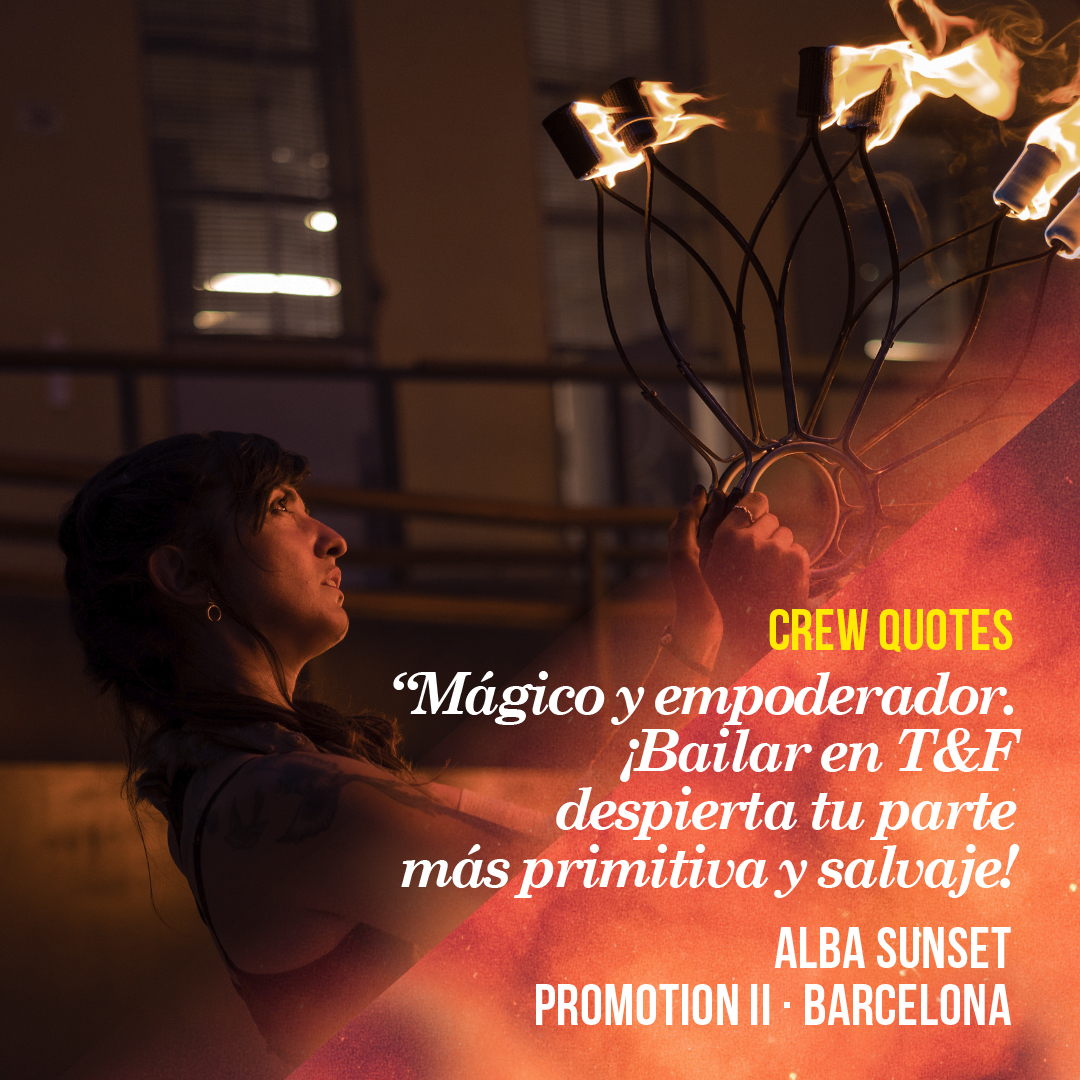 CREW QUOTES
“Mágico y empoderador.
¡Bailar en T&F
despierta tu parte
más primitiva y salvaje!
ALBA SUNSET
PROMOTION II · BARCELONA